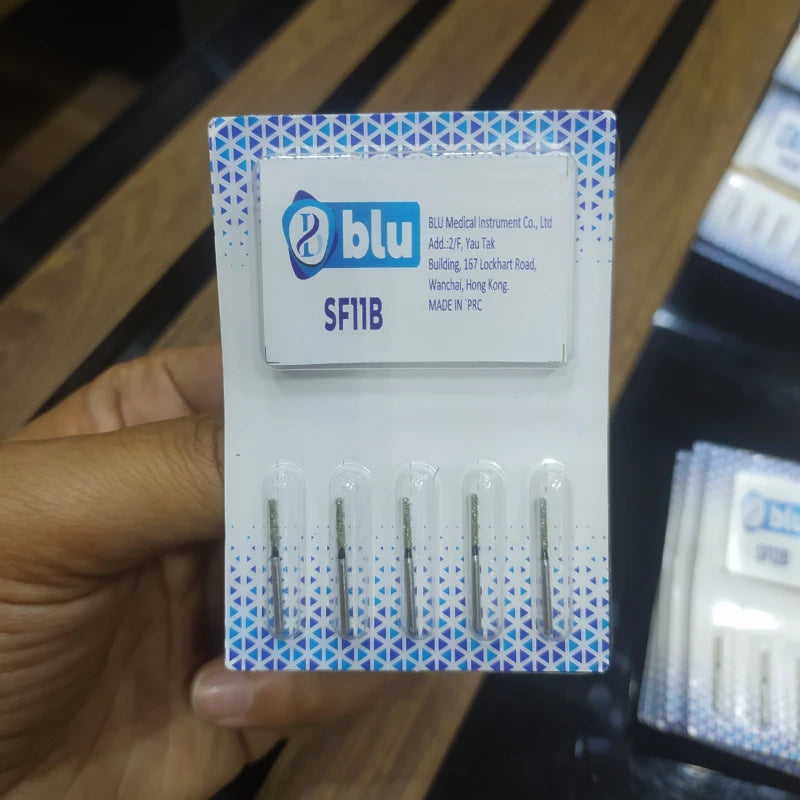 blu
SF11B
BLU Medical Instrument Co., Ltd
Add.:2/F, Yau Tak
Building, 167 Lockhart Road,
Wanchai, Hong Kong.
MADE IN `PRC
blu
SF11B